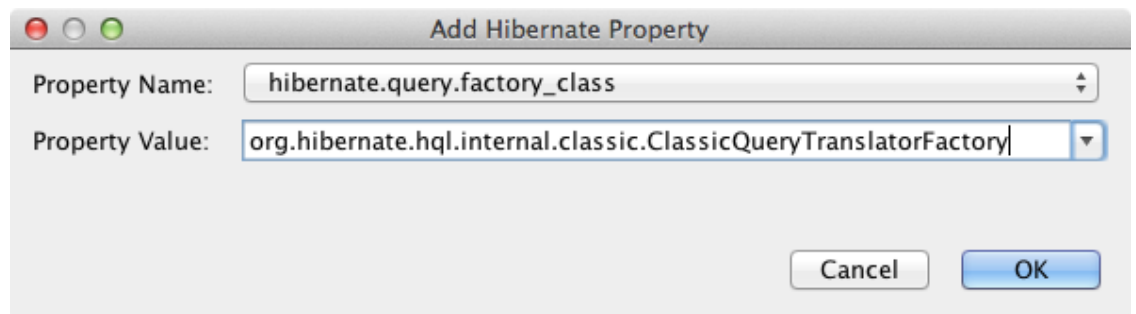 Add Hibernate Property
Property Name: hibernate.query.factory_class
Property Value: org.hibernate.hql.internal.classic.ClassicQueryTranslatorFactory
Cancel OK